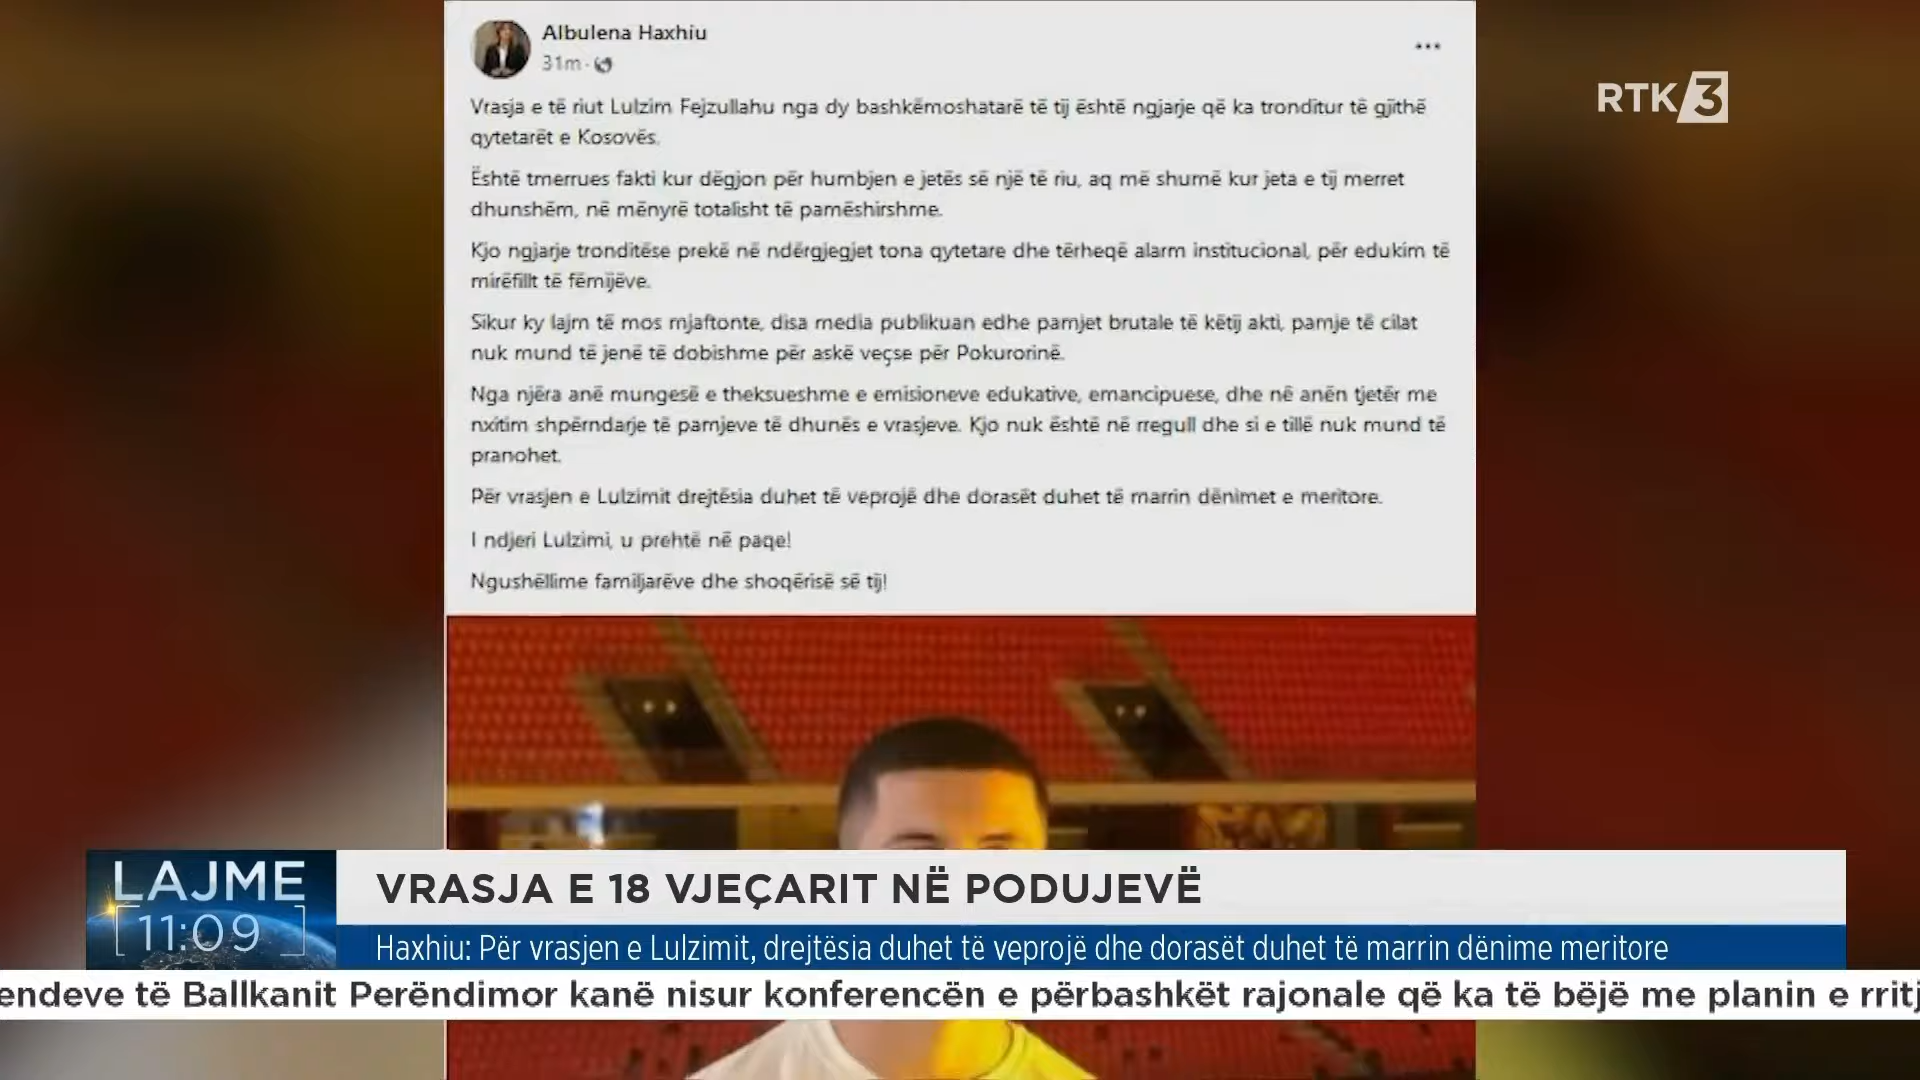 Albulena Haxhiu
31m
RTK 3
Vrasja e të riut Lulzim Fejzullahu nga dy bashkëmoshatarë të tij është ngjarje që ka tronditur të gjithë
qytetarët e Kosovës.
Është tmerrues fakti kur dëgjon për humbjen e jetës së një të riu, aq më shumë kur jeta e tij merret
dhunshëm, në mënyrë totalisht të pamëshirshme.
Kjo ngjarje tronditëse prekë në ndërgjegjet tona qytetare dhe tërheqë alarm institucional, për edukim të
mirëfillt të fëmijëve.
Sikur ky lajm të mos mjaftonte, disa media publikuan edhe pamjet brutale të këtij akti, pamje të cilat
nuk mund të jenë të dobishme për askë veçse për Pokurorinë.
Nga njëra anë mungesë e theksueshme e emisioneve edukative, emancipuese, dhe në anën tjetër me
nxitim shpërndarje të pamjeve të dhunës e vrasjeve. Kjo nuk është në rregull dhe si e tillë nuk mund të
pranohet.
Për vrasjen e Lulzimit drejtësia duhet të veprojë dhe dorasët duhet të marrin dënimet e meritore.
I ndjeri Lulzimi, u prehtë në paqe!
Ngushëllime familjarëve dhe shoqërisë së tij!
LAJME
11:09
VRASJA E 18 VJEÇARIT NË PODUJEVË
Haxhiu: Për vrasjen e Lulzimit, drejtësia duhet të veprojë dhe dorasët duhet të marrin dënime meritore
endeve të Ballkanit Perëndimor kanë nisur konferencën e përbashkët rajonale që ka të bëjë me planin e rritj